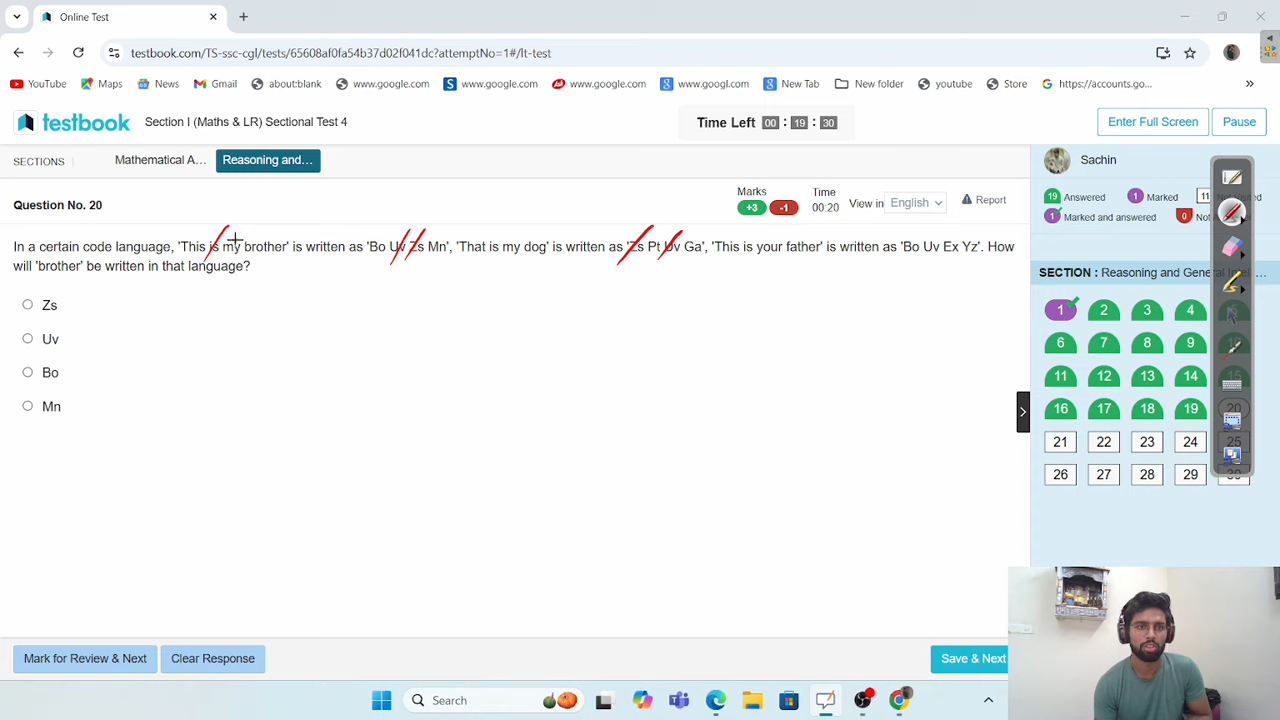 Online Test
testbook.com/TS-ssc-cgl/tests/65608af0fa54b37d02f041dc?attemptNo=1#/lt-test
YouTube Maps News Gmail about:blank www.google.com www.google.com www.google.com www.googl.com New Tab New folder youtube Store https://accounts.go...
testbook Section I (Maths & LR) Sectional Test 4 Time Left 00 : 19 : 30 Enter Full Screen Pause
SECTIONS Mathematical A... Reasoning and... Sachin
Question No. 20 Marks +3 -1 Time 00:20 View in English Report
19 Answered 1 Marked 11
1 Marked and answered 0
In a certain code language, 'This is my brother' is written as 'Bo Uv Zs Mn', 'That is my dog' is written as 'Zs Pt Uv Ga', 'This is your father' is written as 'Bo Uv Ex Yz'. How
will 'brother' be written in that language?
SECTION : Reasoning and General Intel ...
Zs
Uv
Bo
Mn
1 2 3 4
6 7 8 9
11 12 13 14 15
16 17 18 19 20
21 22 23 24 25
26 27 28 29 30
Mark for Review & Next Clear Response Save & Next
Search